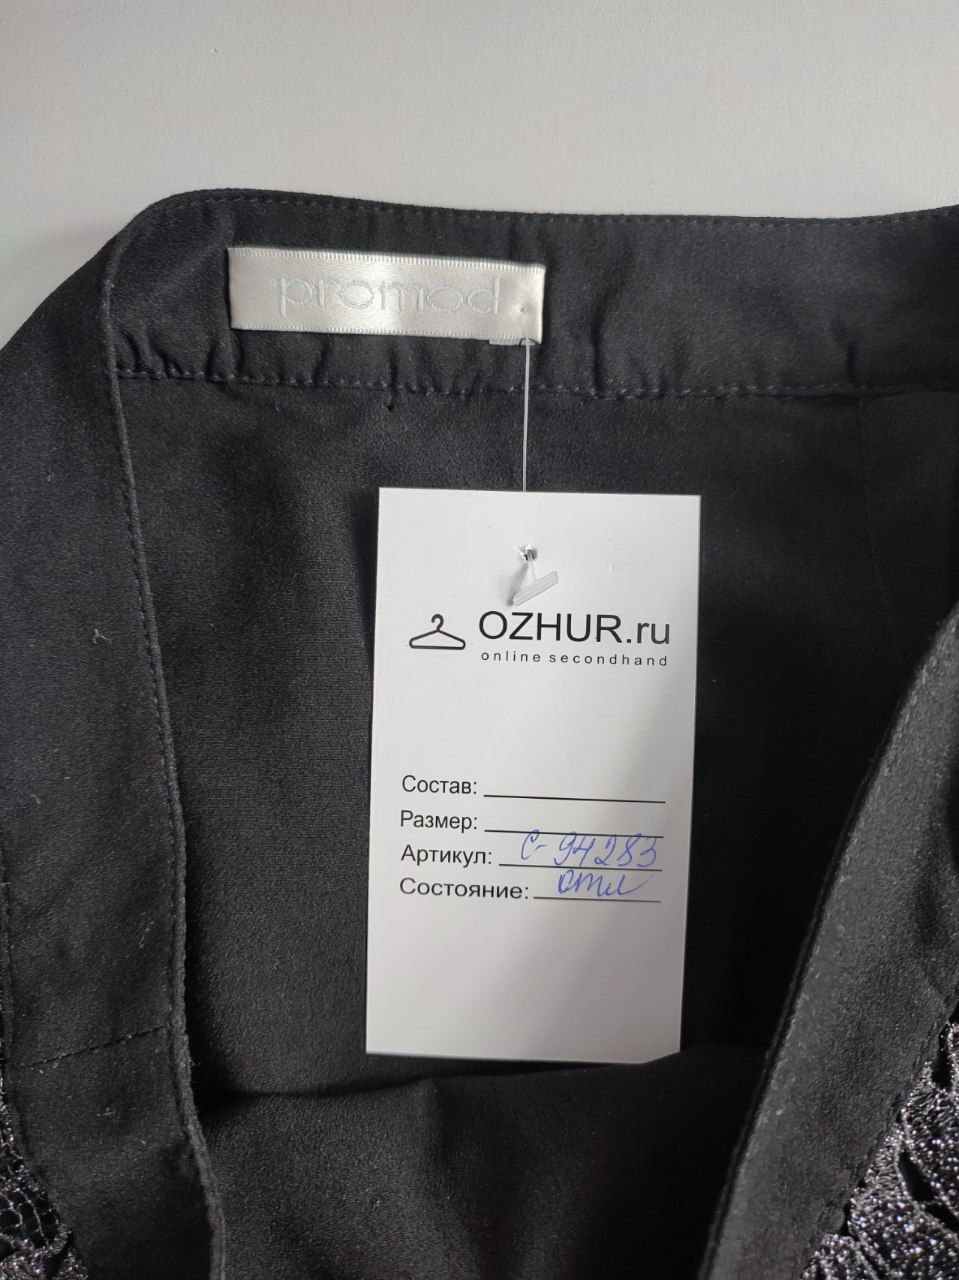 promod
OZHUR.ru
online secondhand
Состав:
Размер:
Артикул: С-94283
Состояние: отл